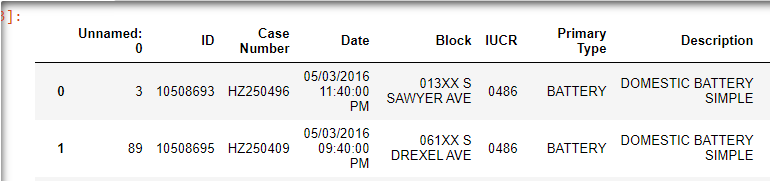 ]:
Unnamed: 0 ID Case Number Date Block IUCR Primary Type Description
0 3 10508693 HZ250496 05/03/2016 11:40:00 PM 013XX S SAWYER AVE 0486 BATTERY DOMESTIC BATTERY SIMPLE
1 89 10508695 HZ250409 05/03/2016 09:40:00 PM 061XX S DREXEL AVE 0486 BATTERY DOMESTIC BATTERY SIMPLE